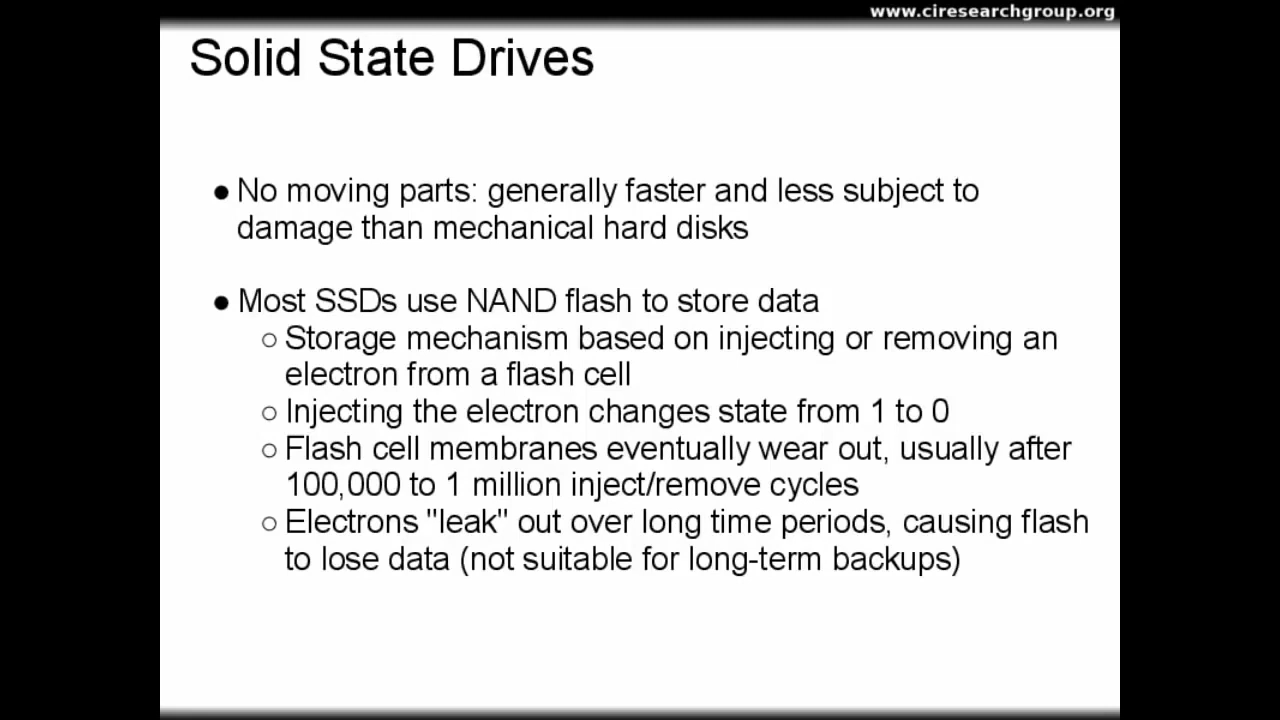 www.ciresearchgroup.org
Solid State Drives
● No moving parts: generally faster and less subject to
damage than mechanical hard disks
● Most SSDs use NAND flash to store data
○ Storage mechanism based on injecting or removing an
electron from a flash cell
○ Injecting the electron changes state from 1 to 0
○ Flash cell membranes eventually wear out, usually after
100,000 to 1 million inject/remove cycles
○ Electrons "leak" out over long time periods, causing flash
to lose data (not suitable for long-term backups)